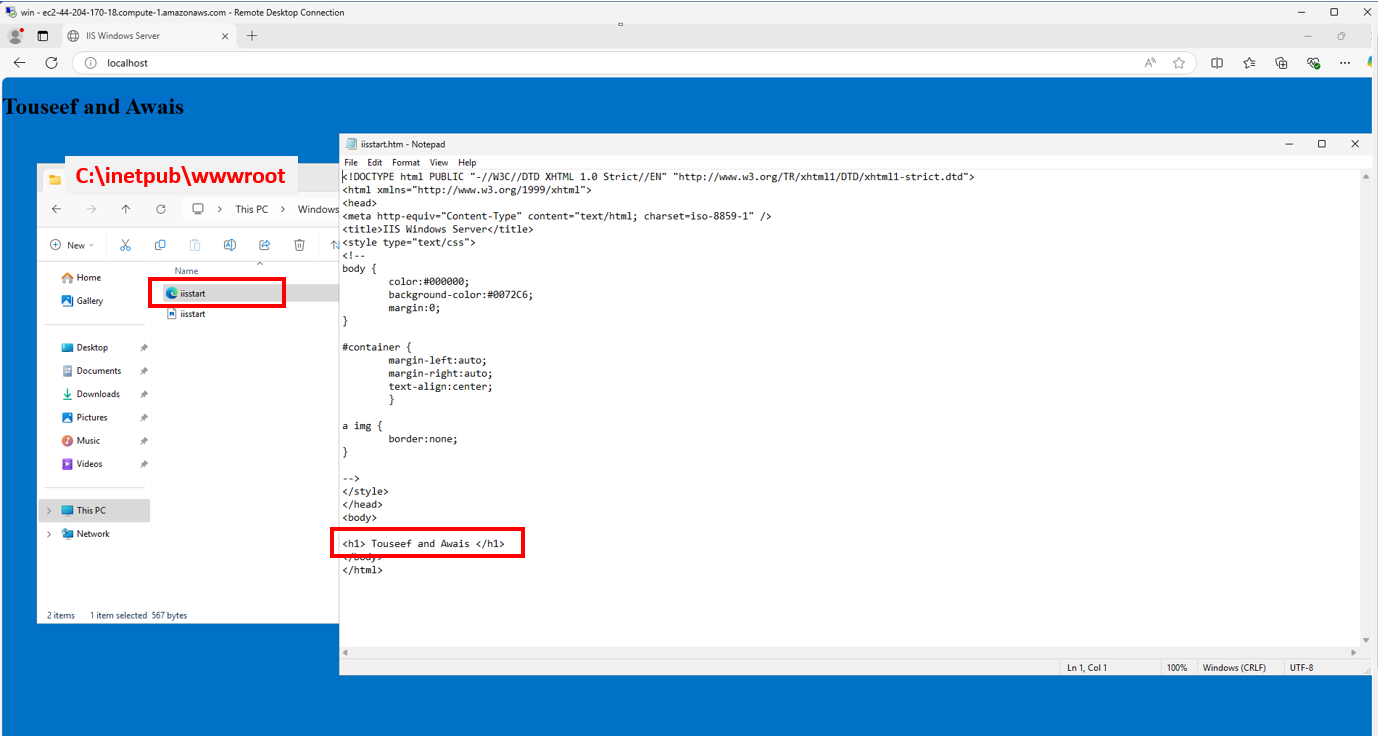 win - ec2-44-204-170-18.compute-1.amazonaws.com - Remote Desktop Connection
IIS Windows Server
localhost
Touseef and Awais
C:\inetpub\wwwroot
This PC > Windows
New
Name
Home
Gallery
iisstart
iisstart
Desktop
Documents
Downloads
Pictures
Music
Videos
This PC
Network
2 items 1 item selected 567 bytes
iisstart.htm - Notepad
File Edit Format View Help
<!DOCTYPE html PUBLIC "-//W3C//DTD XHTML 1.0 Strict//EN" "http://www.w3.org/TR/xhtml1/DTD/xhtml1-strict.dtd">
<html xmlns="http://www.w3.org/1999/xhtml">
<head>
<meta http-equiv="Content-Type" content="text/html; charset=iso-8859-1" />
<title>IIS Windows Server</title>
<style type="text/css">
<!--
body {
color:#000000;
background-color:#0072C6;
margin:0;
}
#container {
margin-left:auto;
margin-right:auto;
text-align:center;
}
a img {
border:none;
}
-->
</style>
</head>
<body>
<h1> Touseef and Awais </h1>
</body>
</html>
Ln 1, Col 1 100% Windows (CRLF) UTF-8